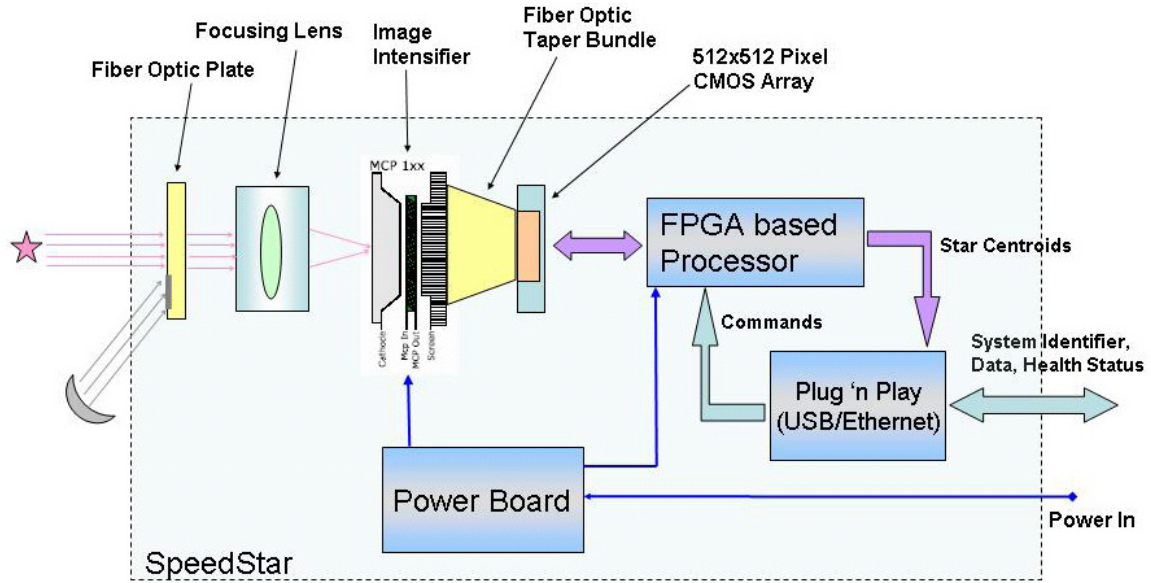 Fiber Optic
Taper Bundle
Focusing Lens
Image
Intensifier
512x512 Pixel
CMOS Array
Fiber Optic Plate
MCP 1xx
FPGA based
Processor
Star Centroids
Commands
Cathode
Mcp In
MCP Out
Screen
System Identifier,
Data, Health Status
Plug ‘n Play
(USB/Ethernet)
Power Board
Power In
SpeedStar